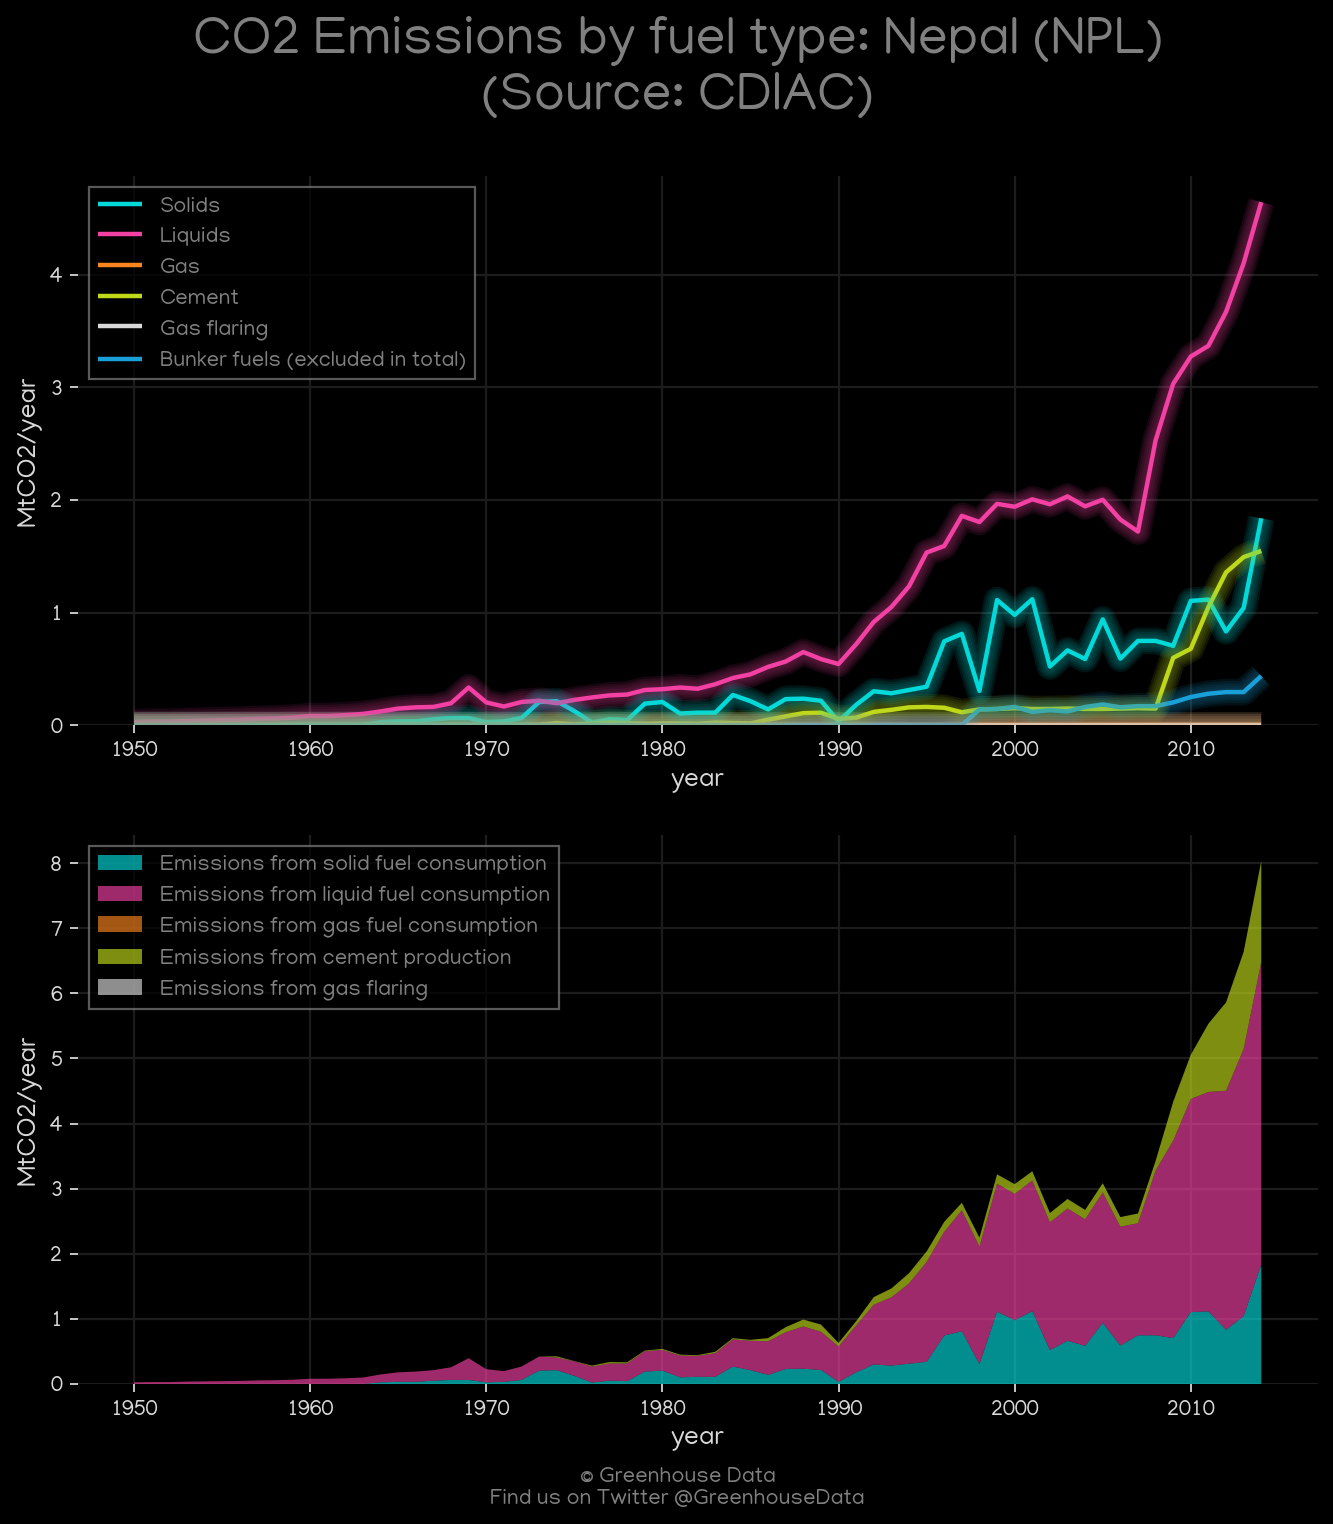 CO2 Emissions by fuel type: Nepal (NPL)
(Source: CDIAC)
Solids
Liquids
Gas
Cement
Gas flaring
Bunker fuels (excluded in total)
MtCO2/year
4
3
2
1
0
1950 1960 1970 1980 1990 2000 2010
year
Emissions from solid fuel consumption
Emissions from liquid fuel consumption
Emissions from gas fuel consumption
Emissions from cement production
Emissions from gas flaring
MtCO2/year
8
7
6
5
4
3
2
1
0
1950 1960 1970 1980 1990 2000 2010
year
© Greenhouse Data
Find us on Twitter @GreenhouseData